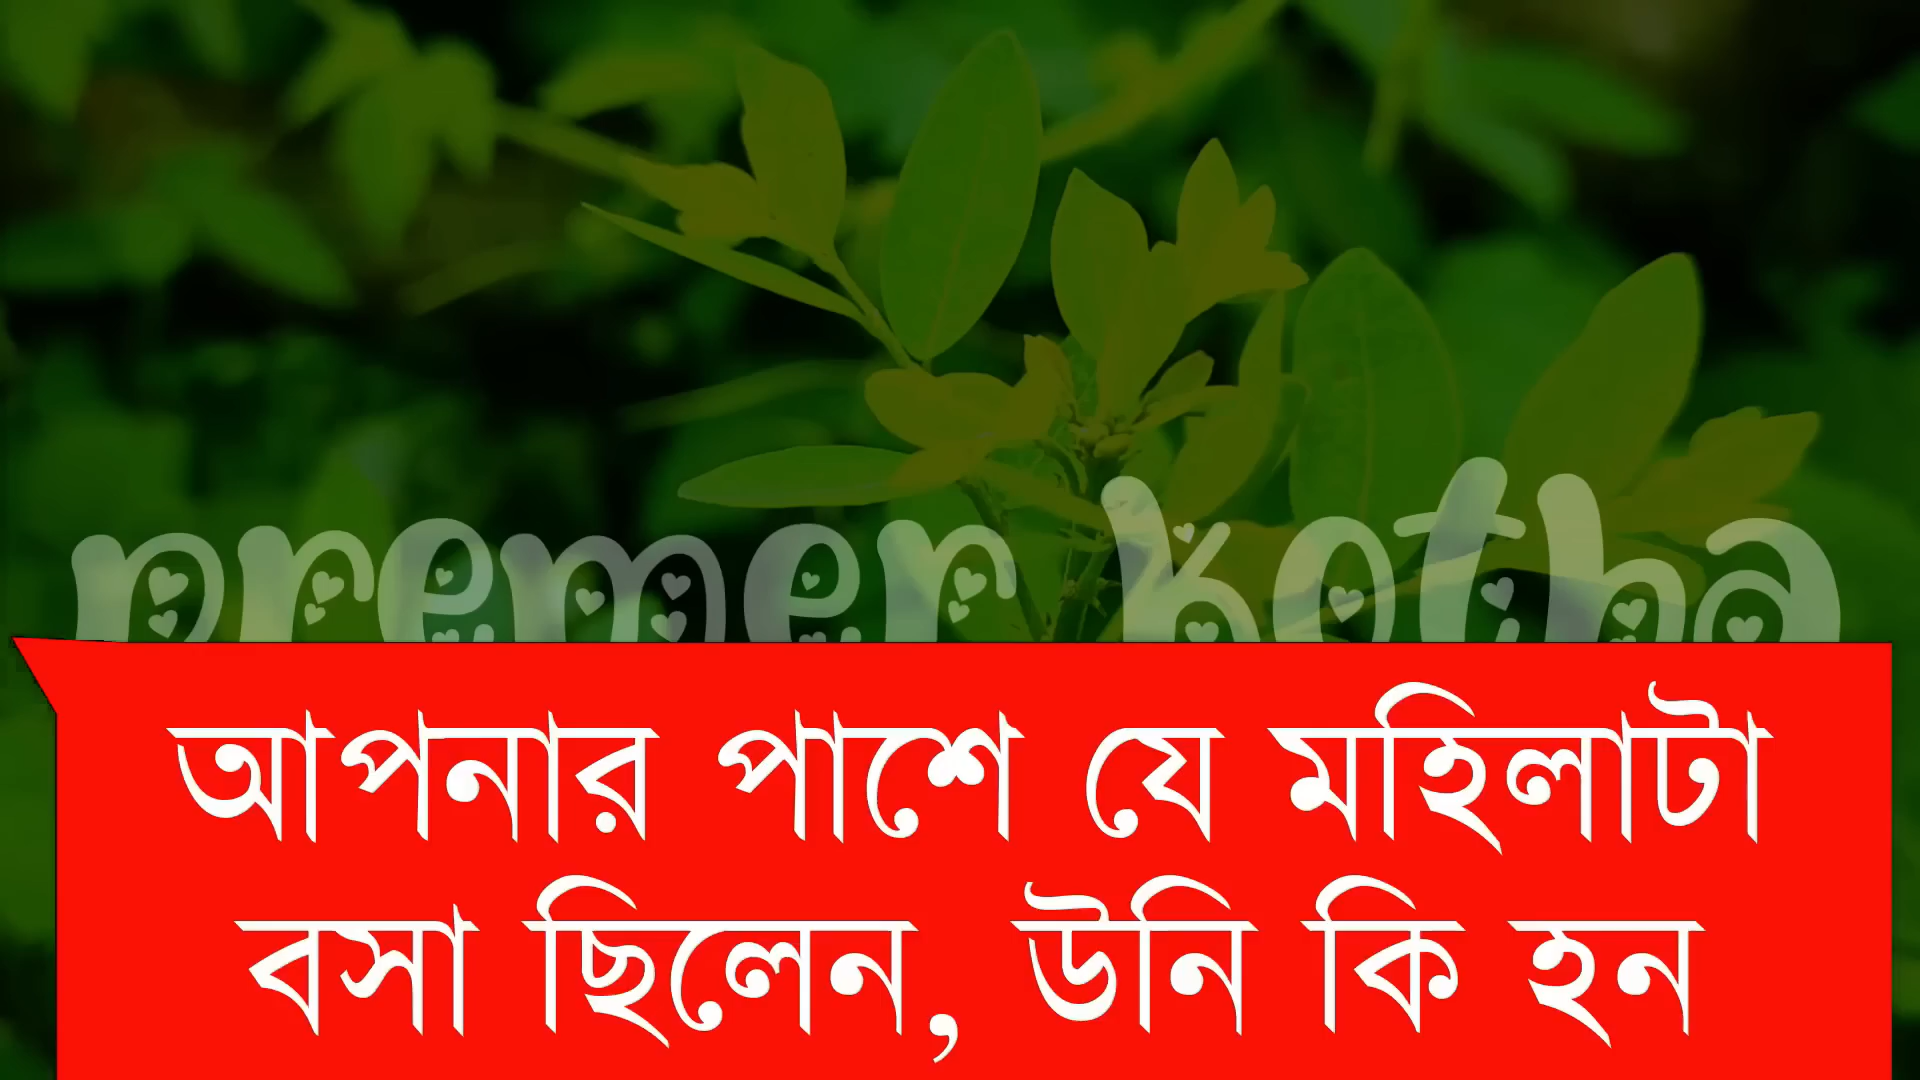 premer kotha
আপনার পাশে যে মহিলাটা
বসা ছিলেন, উনি কি হন